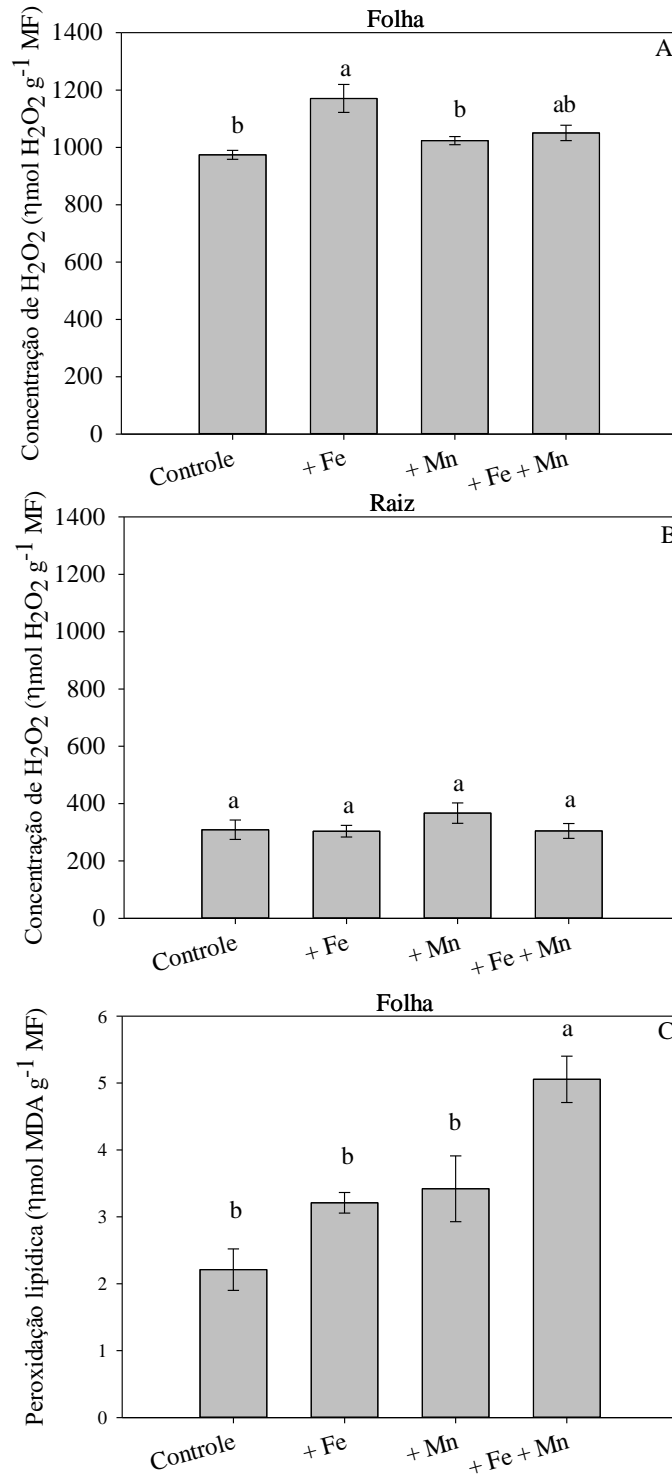 Folha
A
Concentração de H2O2 (ηmol H2O2 g-1 MF)
1400
1200
1000
800
600
400
200
0
b
a
b
ab
Controle
+ Fe
+ Mn
+ Fe + Mn
Raiz
B
Concentração de H2O2 (ηmol H2O2 g-1 MF)
1400
1200
1000
800
600
400
200
0
a
a
a
a
Controle
+ Fe
+ Mn
+ Fe + Mn
Folha
C
Peroxidação lipídica (ηmol MDA g-1 MF)
6
5
4
3
2
1
0
b
b
b
a
Controle
+ Fe
+ Mn
+ Fe + Mn